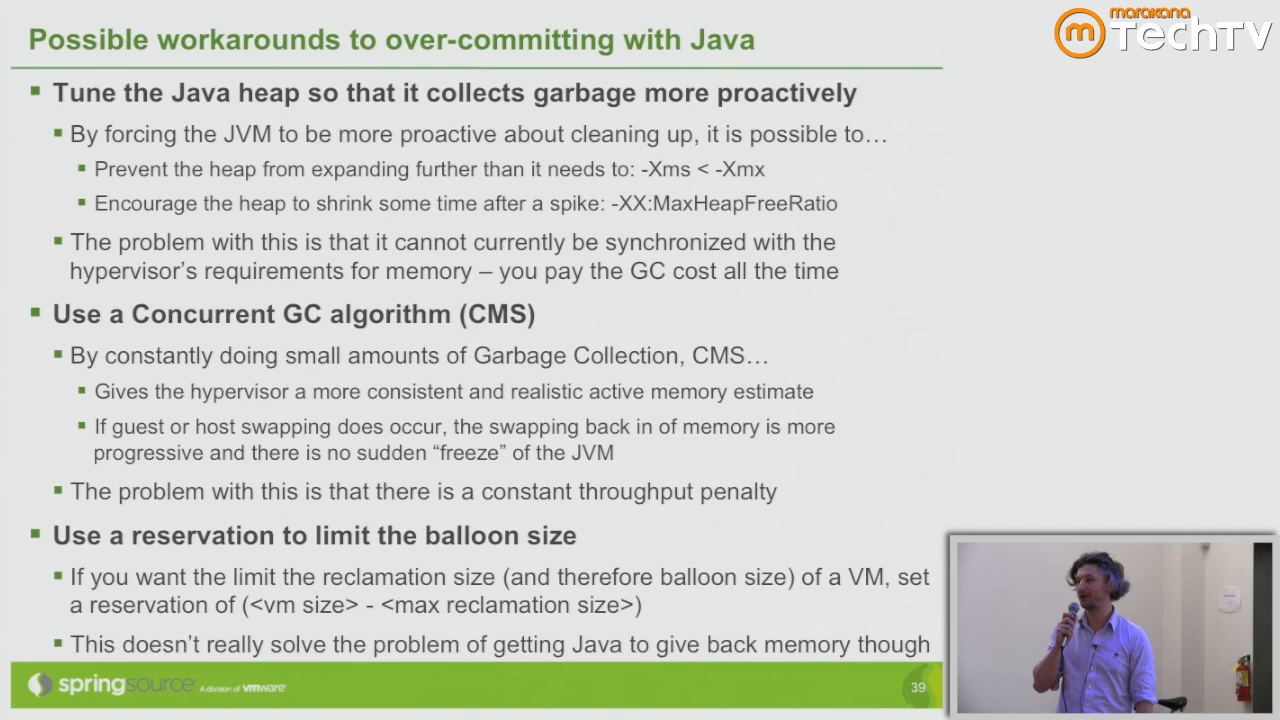 Possible workarounds to over-committing with Java
marakana
TechTV
Tune the Java heap so that it collects garbage more proactively
By forcing the JVM to be more proactive about cleaning up, it is possible to…
Prevent the heap from expanding further than it needs to: -Xms < -Xmx
Encourage the heap to shrink some time after a spike: -XX:MaxHeapFreeRatio
The problem with this is that it cannot currently be synchronized with the
hypervisor's requirements for memory – you pay the GC cost all the time
Use a Concurrent GC algorithm (CMS)
By constantly doing small amounts of Garbage Collection, CMS…
Gives the hypervisor a more consistent and realistic active memory estimate
If guest or host swapping does occur, the swapping back in of memory is more
progressive and there is no sudden “freeze” of the JVM
The problem with this is that there is a constant throughput penalty
Use a reservation to limit the balloon size
If you want the limit the reclamation size (and therefore balloon size) of a VM, set
a reservation of (<vm size> - <max reclamation size>)
This doesn't really solve the problem of getting Java to give back memory though
springsource A division of vmware
39